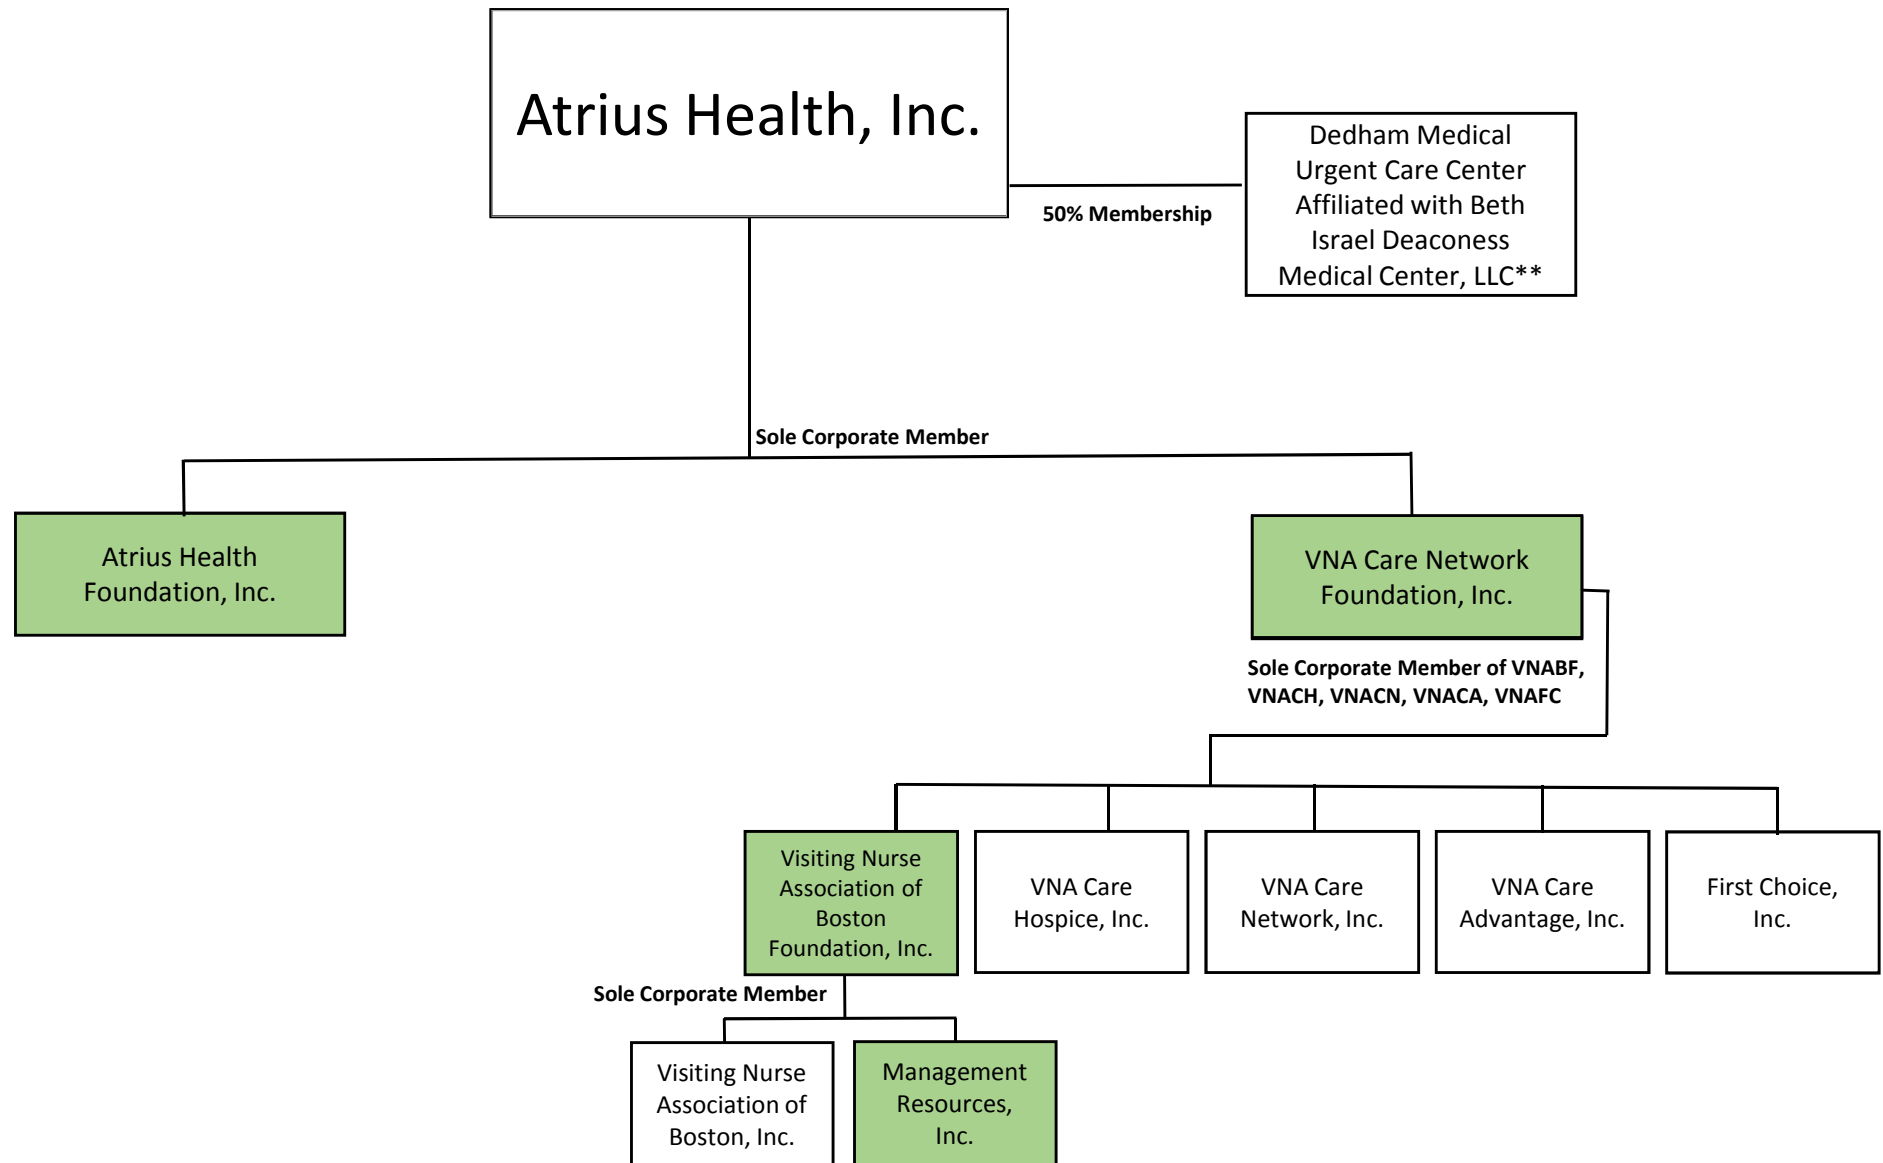 Atrius Health, Inc.
Dedham Medical
Urgent Care Center
Affiliated with Beth
Israel Deaconess
Medical Center, LLC**
50% Membership
Sole Corporate Member
Atrius Health
Foundation, Inc.
VNA Care Network
Foundation, Inc.
Sole Corporate Member of VNABF,
VNACH, VNACN, VNACA, VNAFC
Visiting Nurse
Association of
Boston
Foundation, Inc.
VNA Care
Hospice, Inc.
VNA Care
Network, Inc.
VNA Care
Advantage, Inc.
First Choice,
Inc.
Sole Corporate Member
Visiting Nurse
Association of
Boston, Inc.
Management
Resources,
Inc.